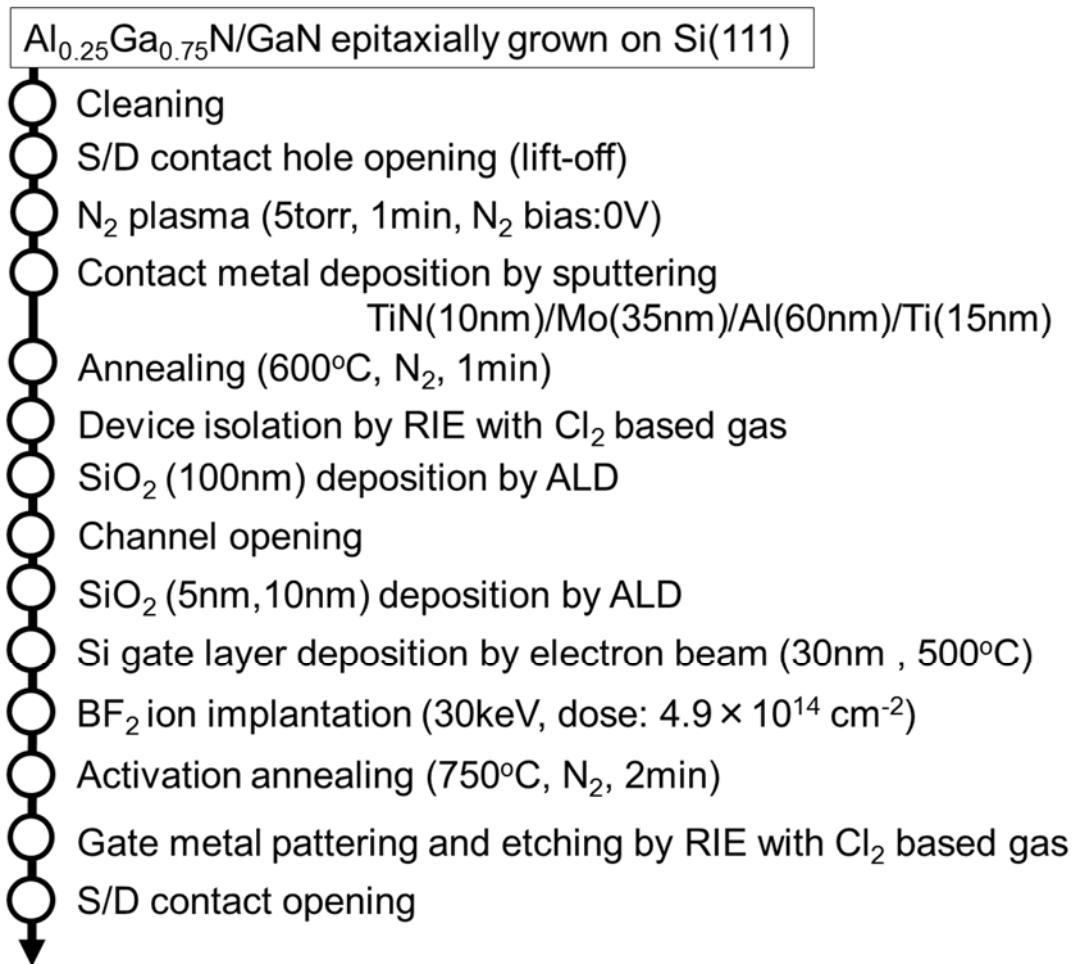 Al0.25Ga0.75N/GaN epitaxially grown on Si(111)
Cleaning
S/D contact hole opening (lift-off)
N2 plasma (5torr, 1min, N2 bias:0V)
Contact metal deposition by sputtering
TiN(10nm)/Mo(35nm)/Al(60nm)/Ti(15nm)
Annealing (600oC, N2, 1min)
Device isolation by RIE with Cl2 based gas
SiO2 (100nm) deposition by ALD
Channel opening
SiO2 (5nm,10nm) deposition by ALD
Si gate layer deposition by electron beam (30nm , 500oC)
BF2 ion implantation (30keV, dose: 4.9 × 10^14 cm^-2)
Activation annealing (750oC, N2, 2min)
Gate metal pattering and etching by RIE with Cl2 based gas
S/D contact opening